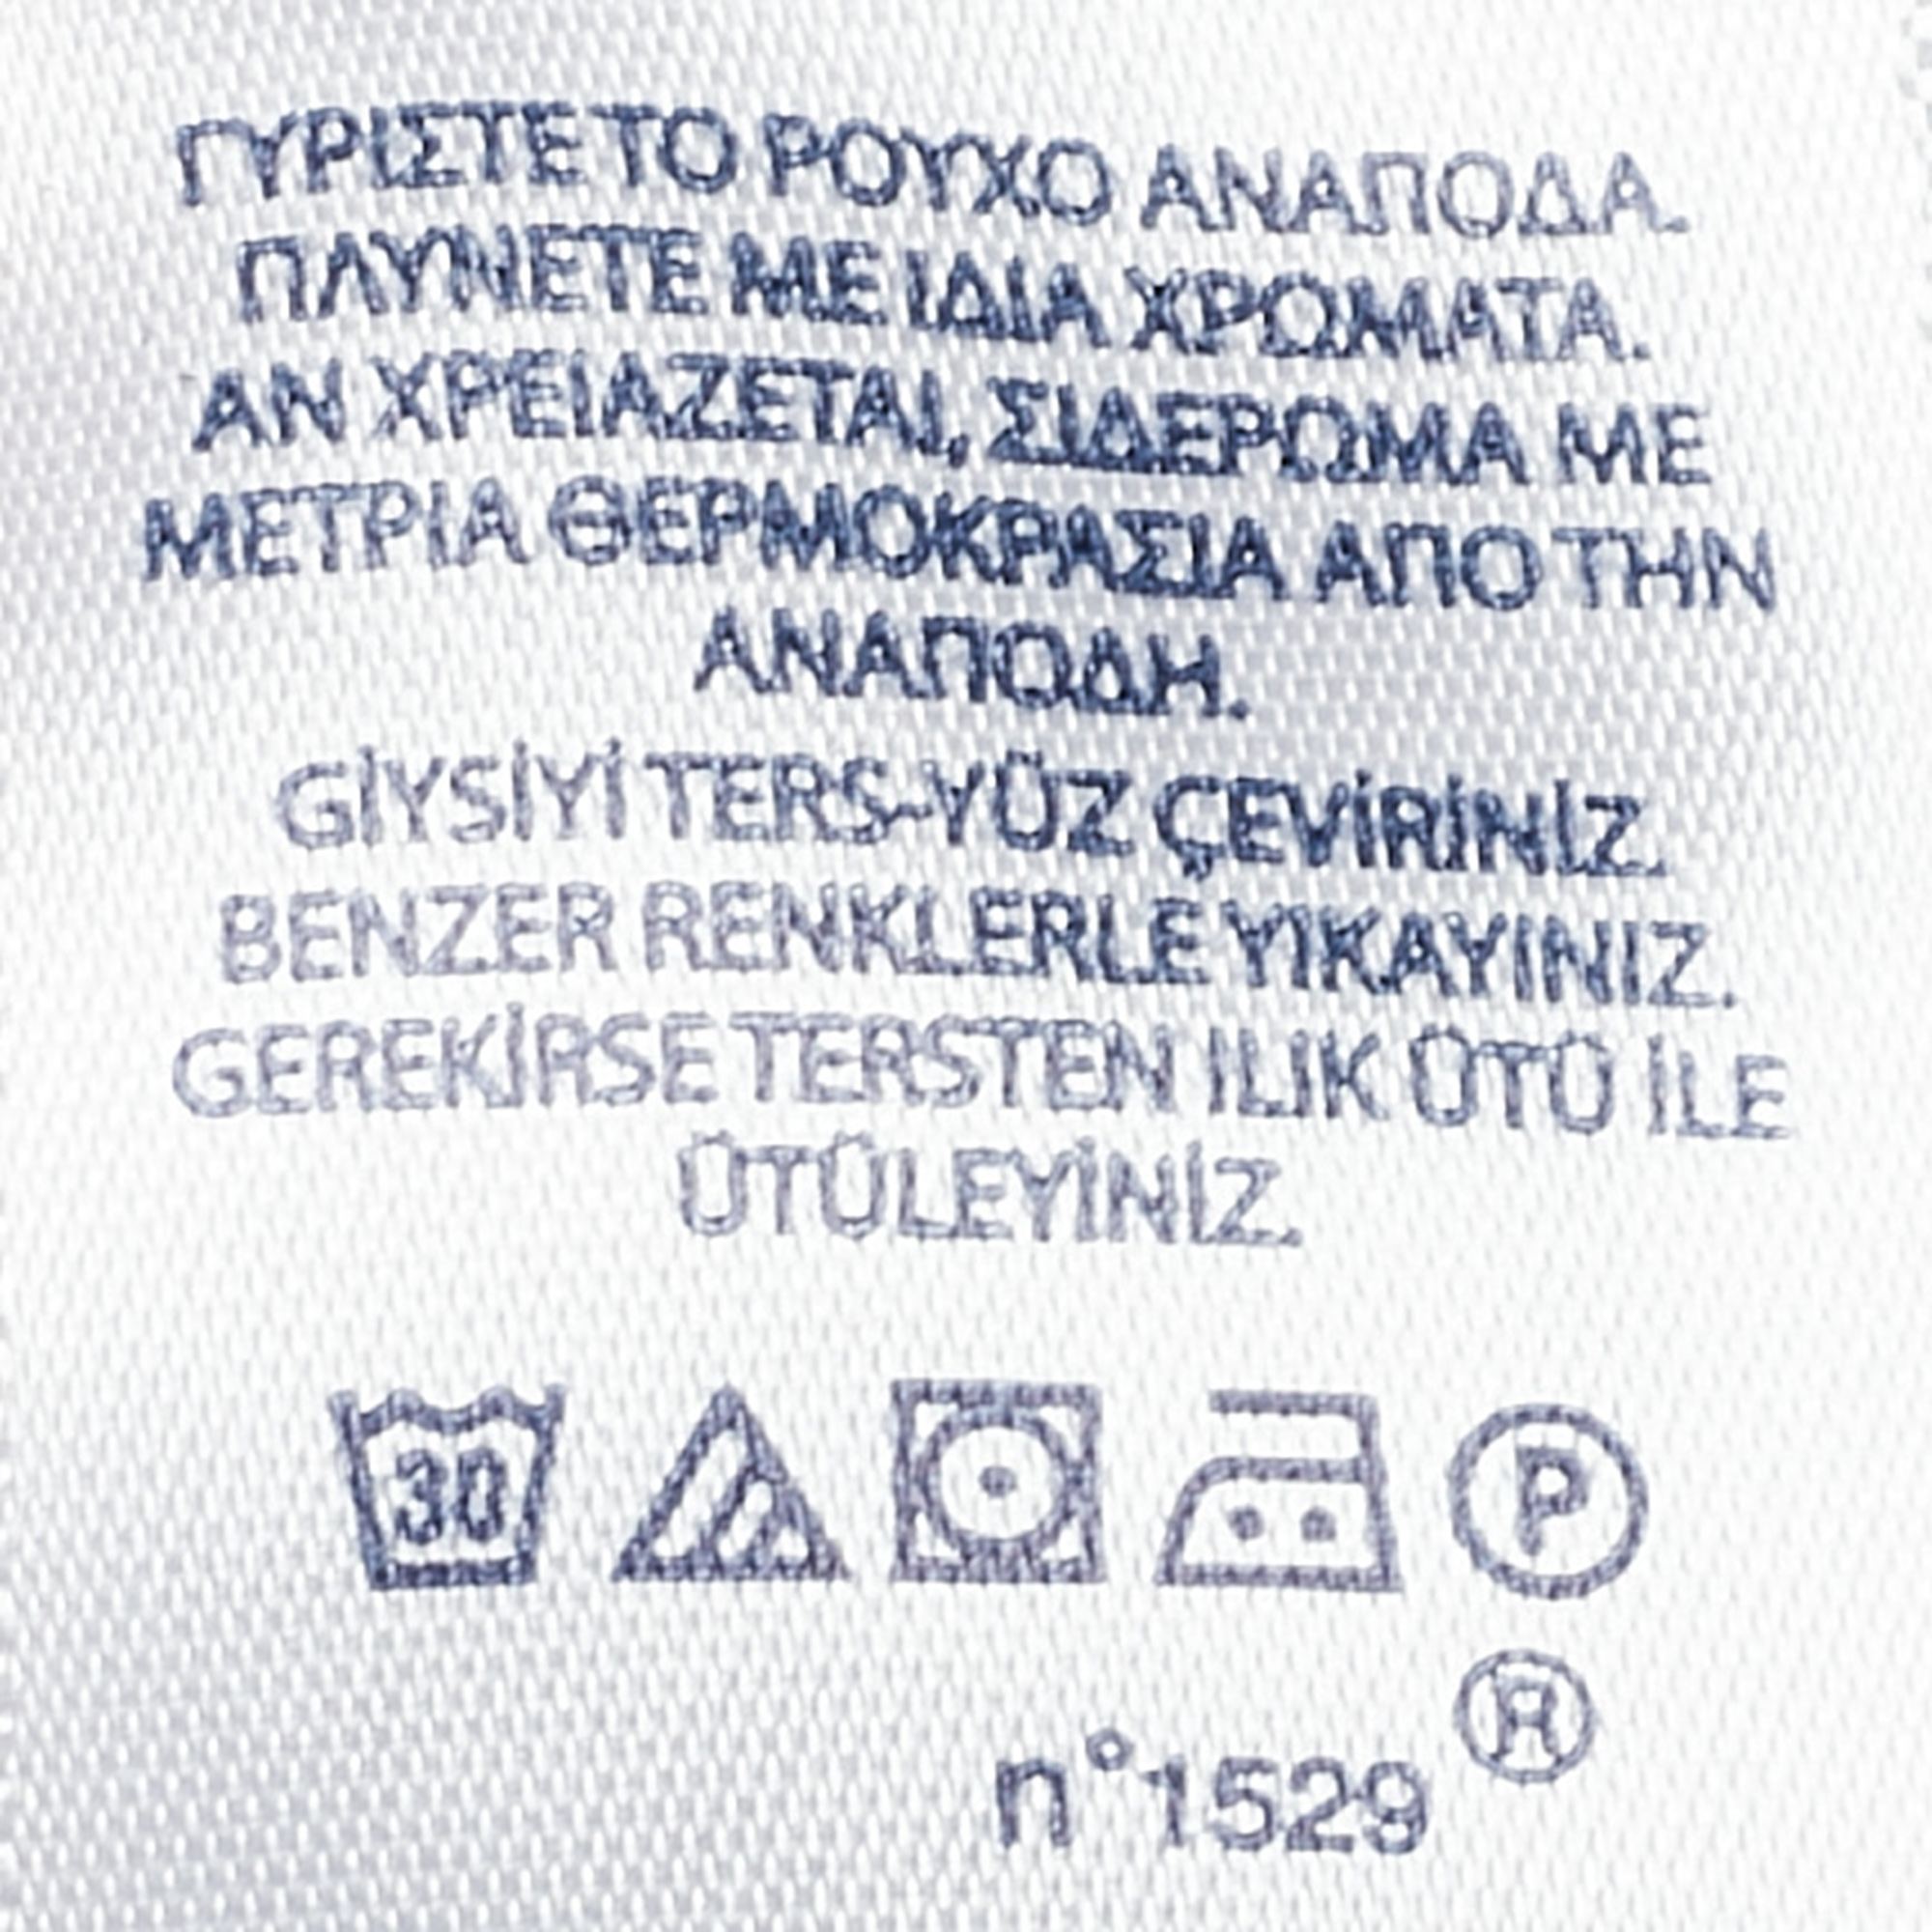 ΓΥΡΙΣΤΕ ΤΟ ΡΟΥΧΟ ΑΝΑΠΟΔΑ.
ΠΛΥΝΕΤΕ ΜΕ ΙΔΙΑ ΧΡΩΜΑΤΑ.
ΑΝ ΧΡΕΙΑΖΕΤΑΙ, ΣΙΔΕΡΩΜΑ ΜΕ
ΜΕΤΡΙΑ ΘΕΡΜΟΚΡΑΣΙΑ ΑΠΟ ΤΗΝ
ΑΝΑΠΟΔΗ.
GİYSİYİ TERS-YÜZ ÇEVİRİNİZ.
BENZER RENKLERLE YIKAYINIZ.
GEREKİRSE TERSTEN ILIK ÜTÜ İLE
ÜTÜLEYİNİZ.
30 P
®
n°1529